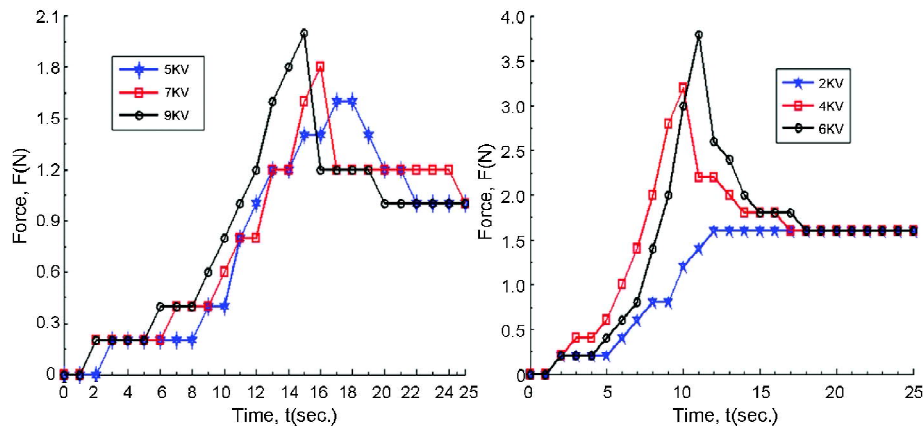 2.1
1.8
1.5
1.2
0.9
0.6
0.3
0
Force, F(N)
5KV
7KV
9KV
0 2 4 6 8 10 12 14 16 18 20 22 24 25
Time, t(sec.)
4.0
3.5
3.0
2.5
2.0
1.5
1.0
0.5
0.0
Force, F(N)
2KV
4KV
6KV
0 5 10 15 20 25
Time, t(sec.)